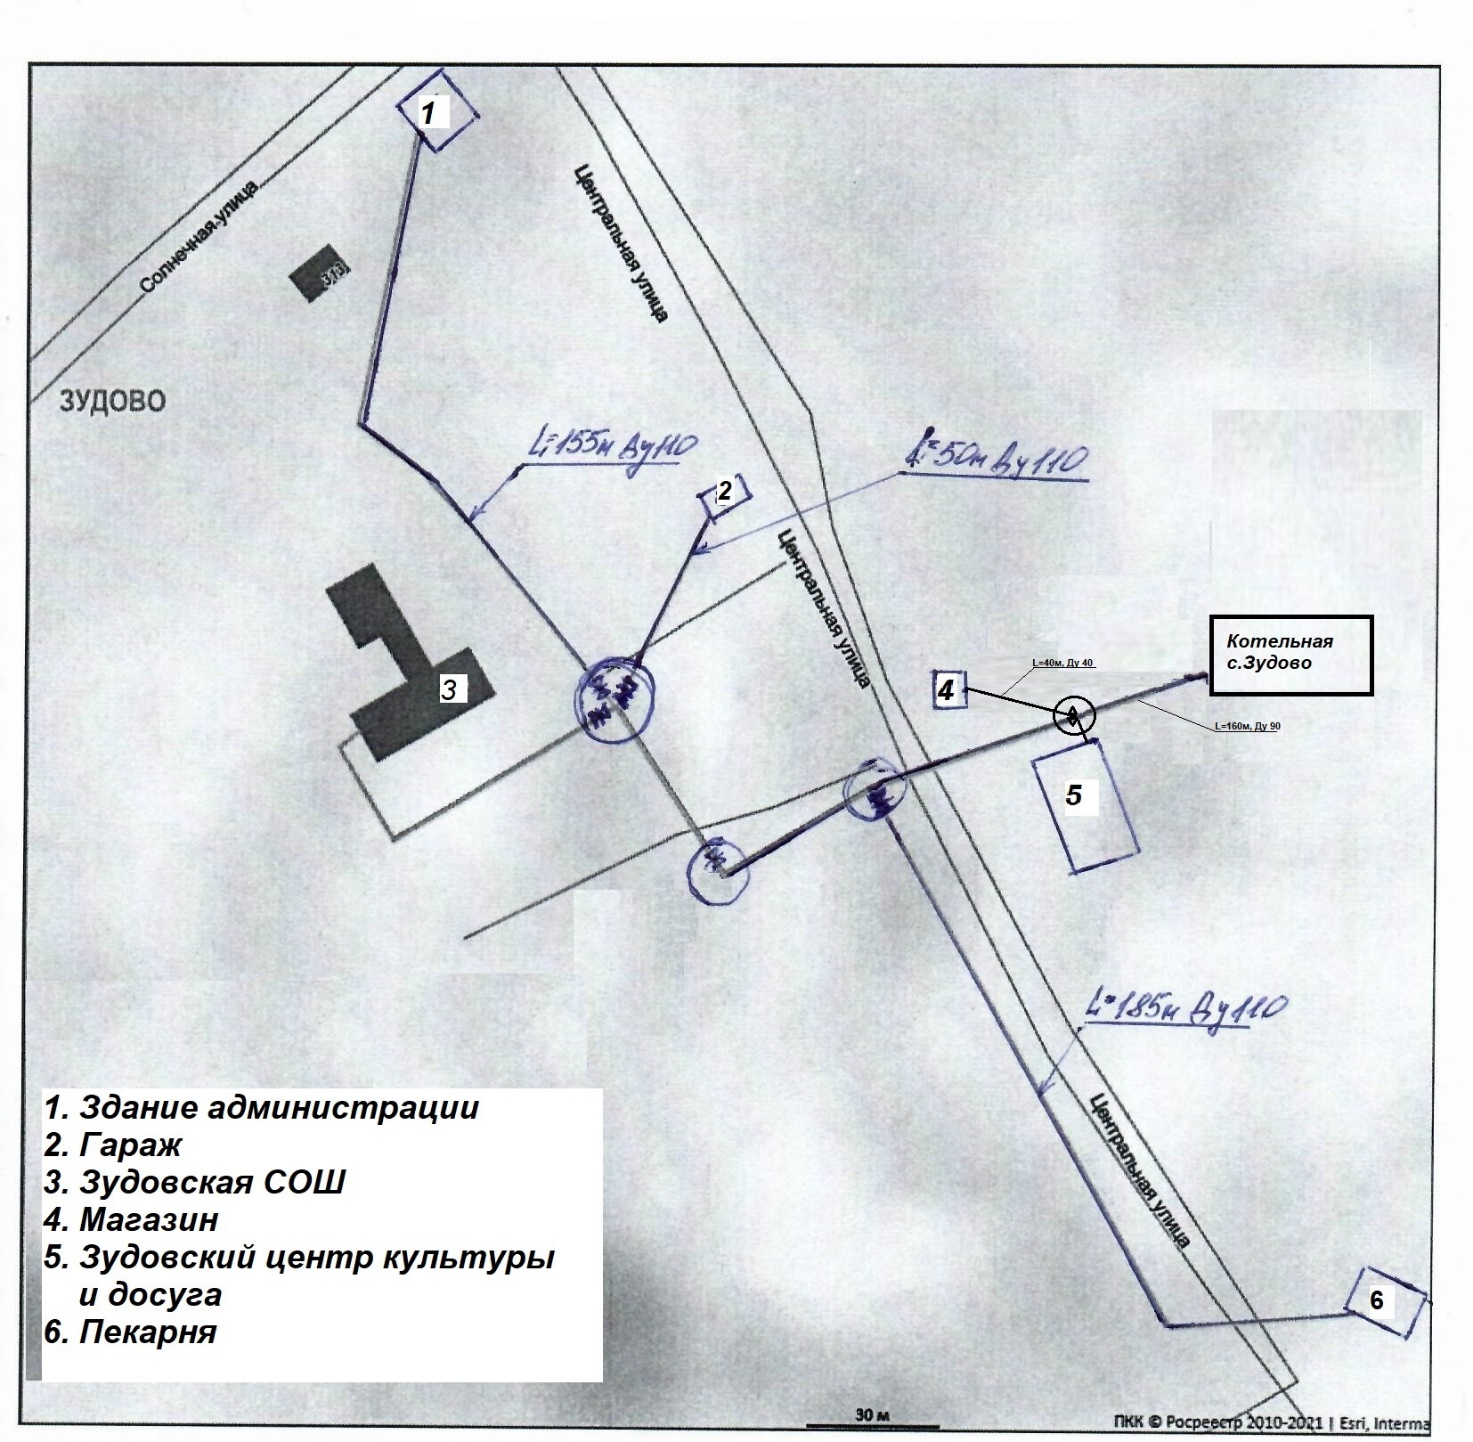 1
Солнечная улица
Центральная улица
313
ЗУДОВО
L=155м Ду110
L=50м Ду110
2
Центральная улица
Котельная
с.Зудово
L=40м, Ду 40
4
3
L=160м, Ду 90
5
L=185м Ду110
Центральная улица
1. Здание администрации
2. Гараж
3. Зудовская СОШ
4. Магазин
5. Зудовский центр культуры
и досуга
6. Пекарня
6
30 м
ПКК © Росреестр 2010-2021 | Esri, Interma